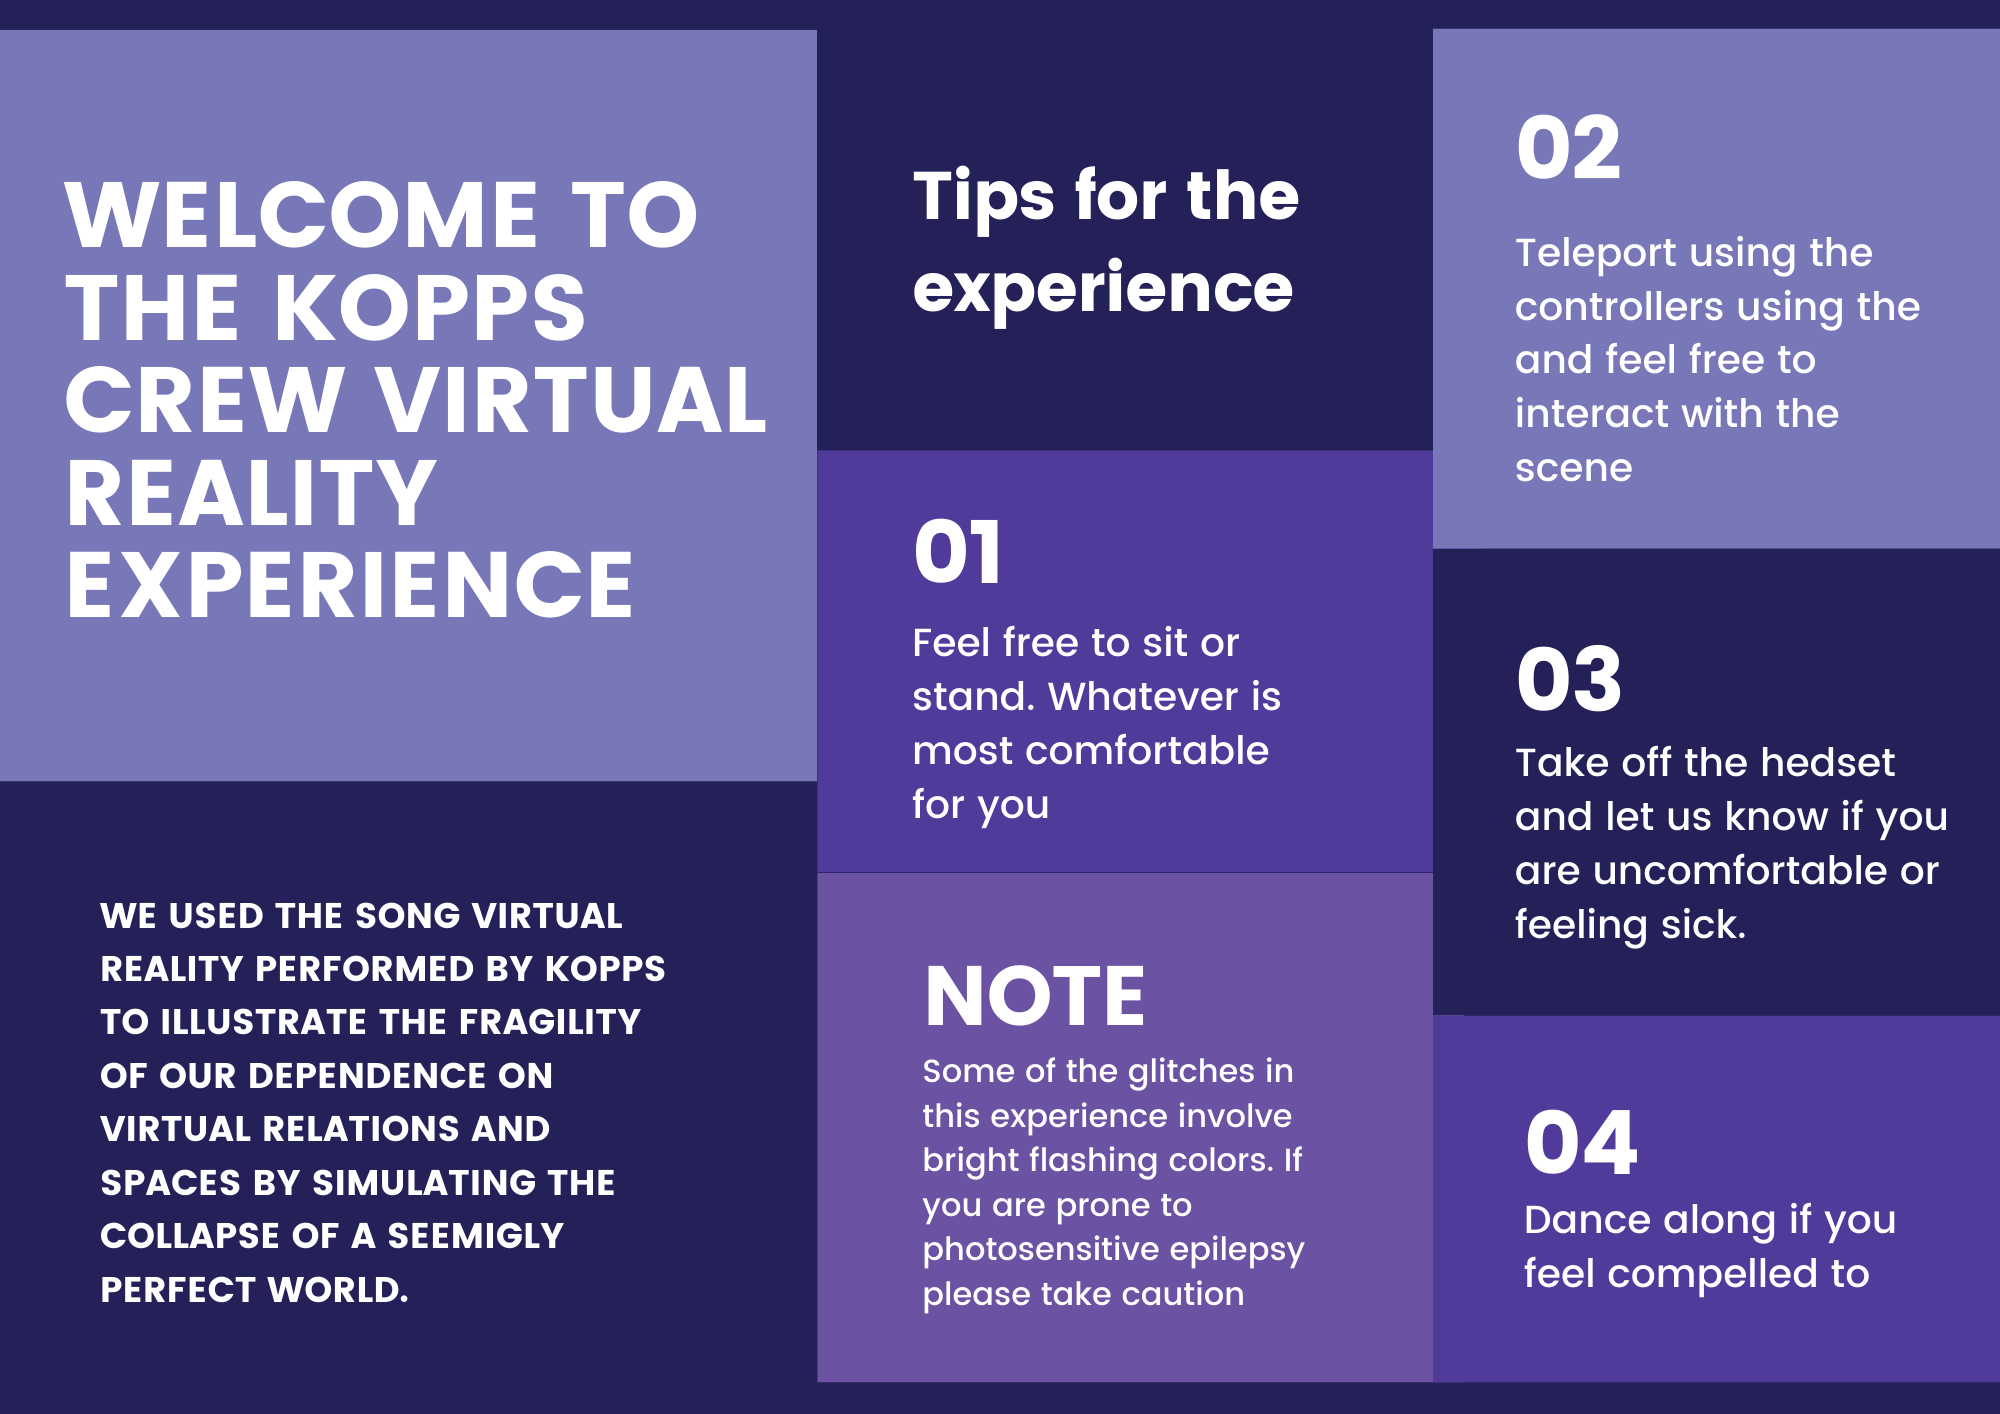 WELCOME TO
THE KOPPS
CREW VIRTUAL
REALITY
EXPERIENCE
WE USED THE SONG VIRTUAL
REALITY PERFORMED BY KOPPS
TO ILLUSTRATE THE FRAGILITY
OF OUR DEPENDENCE ON
VIRTUAL RELATIONS AND
SPACES BY SIMULATING THE
COLLAPSE OF A SEEMIGLY
PERFECT WORLD.
Tips for the
experience
01
Feel free to sit or
stand. Whatever is
most comfortable
for you
NOTE
Some of the glitches in
this experience involve
bright flashing colors. If
you are prone to
photosensitive epilepsy
please take caution
02
Teleport using the
controllers using the
and feel free to
interact with the
scene
03
Take off the hedset
and let us know if you
are uncomfortable or
feeling sick.
04
Dance along if you
feel compelled to